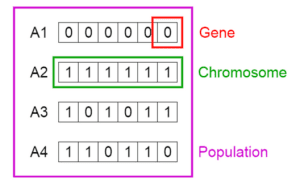 A1 0 0 0 0 0 0 Gene
A2 1 1 1 1 1 1 Chromosome
A3 1 0 1 0 1 1
A4 1 1 0 1 1 0 Population